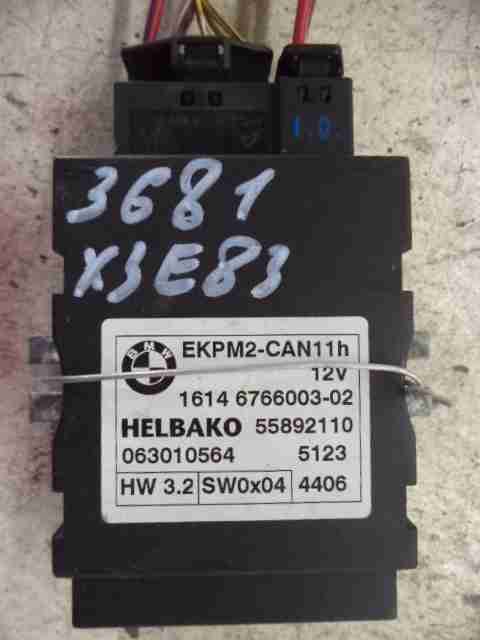 1.0.
3681
X3E83
BMW
EKPM2-CAN11h
12V
1614 6766003-02
HELBAKO 55892110
063010564 5123
HW 3.2 SW0x04 4406